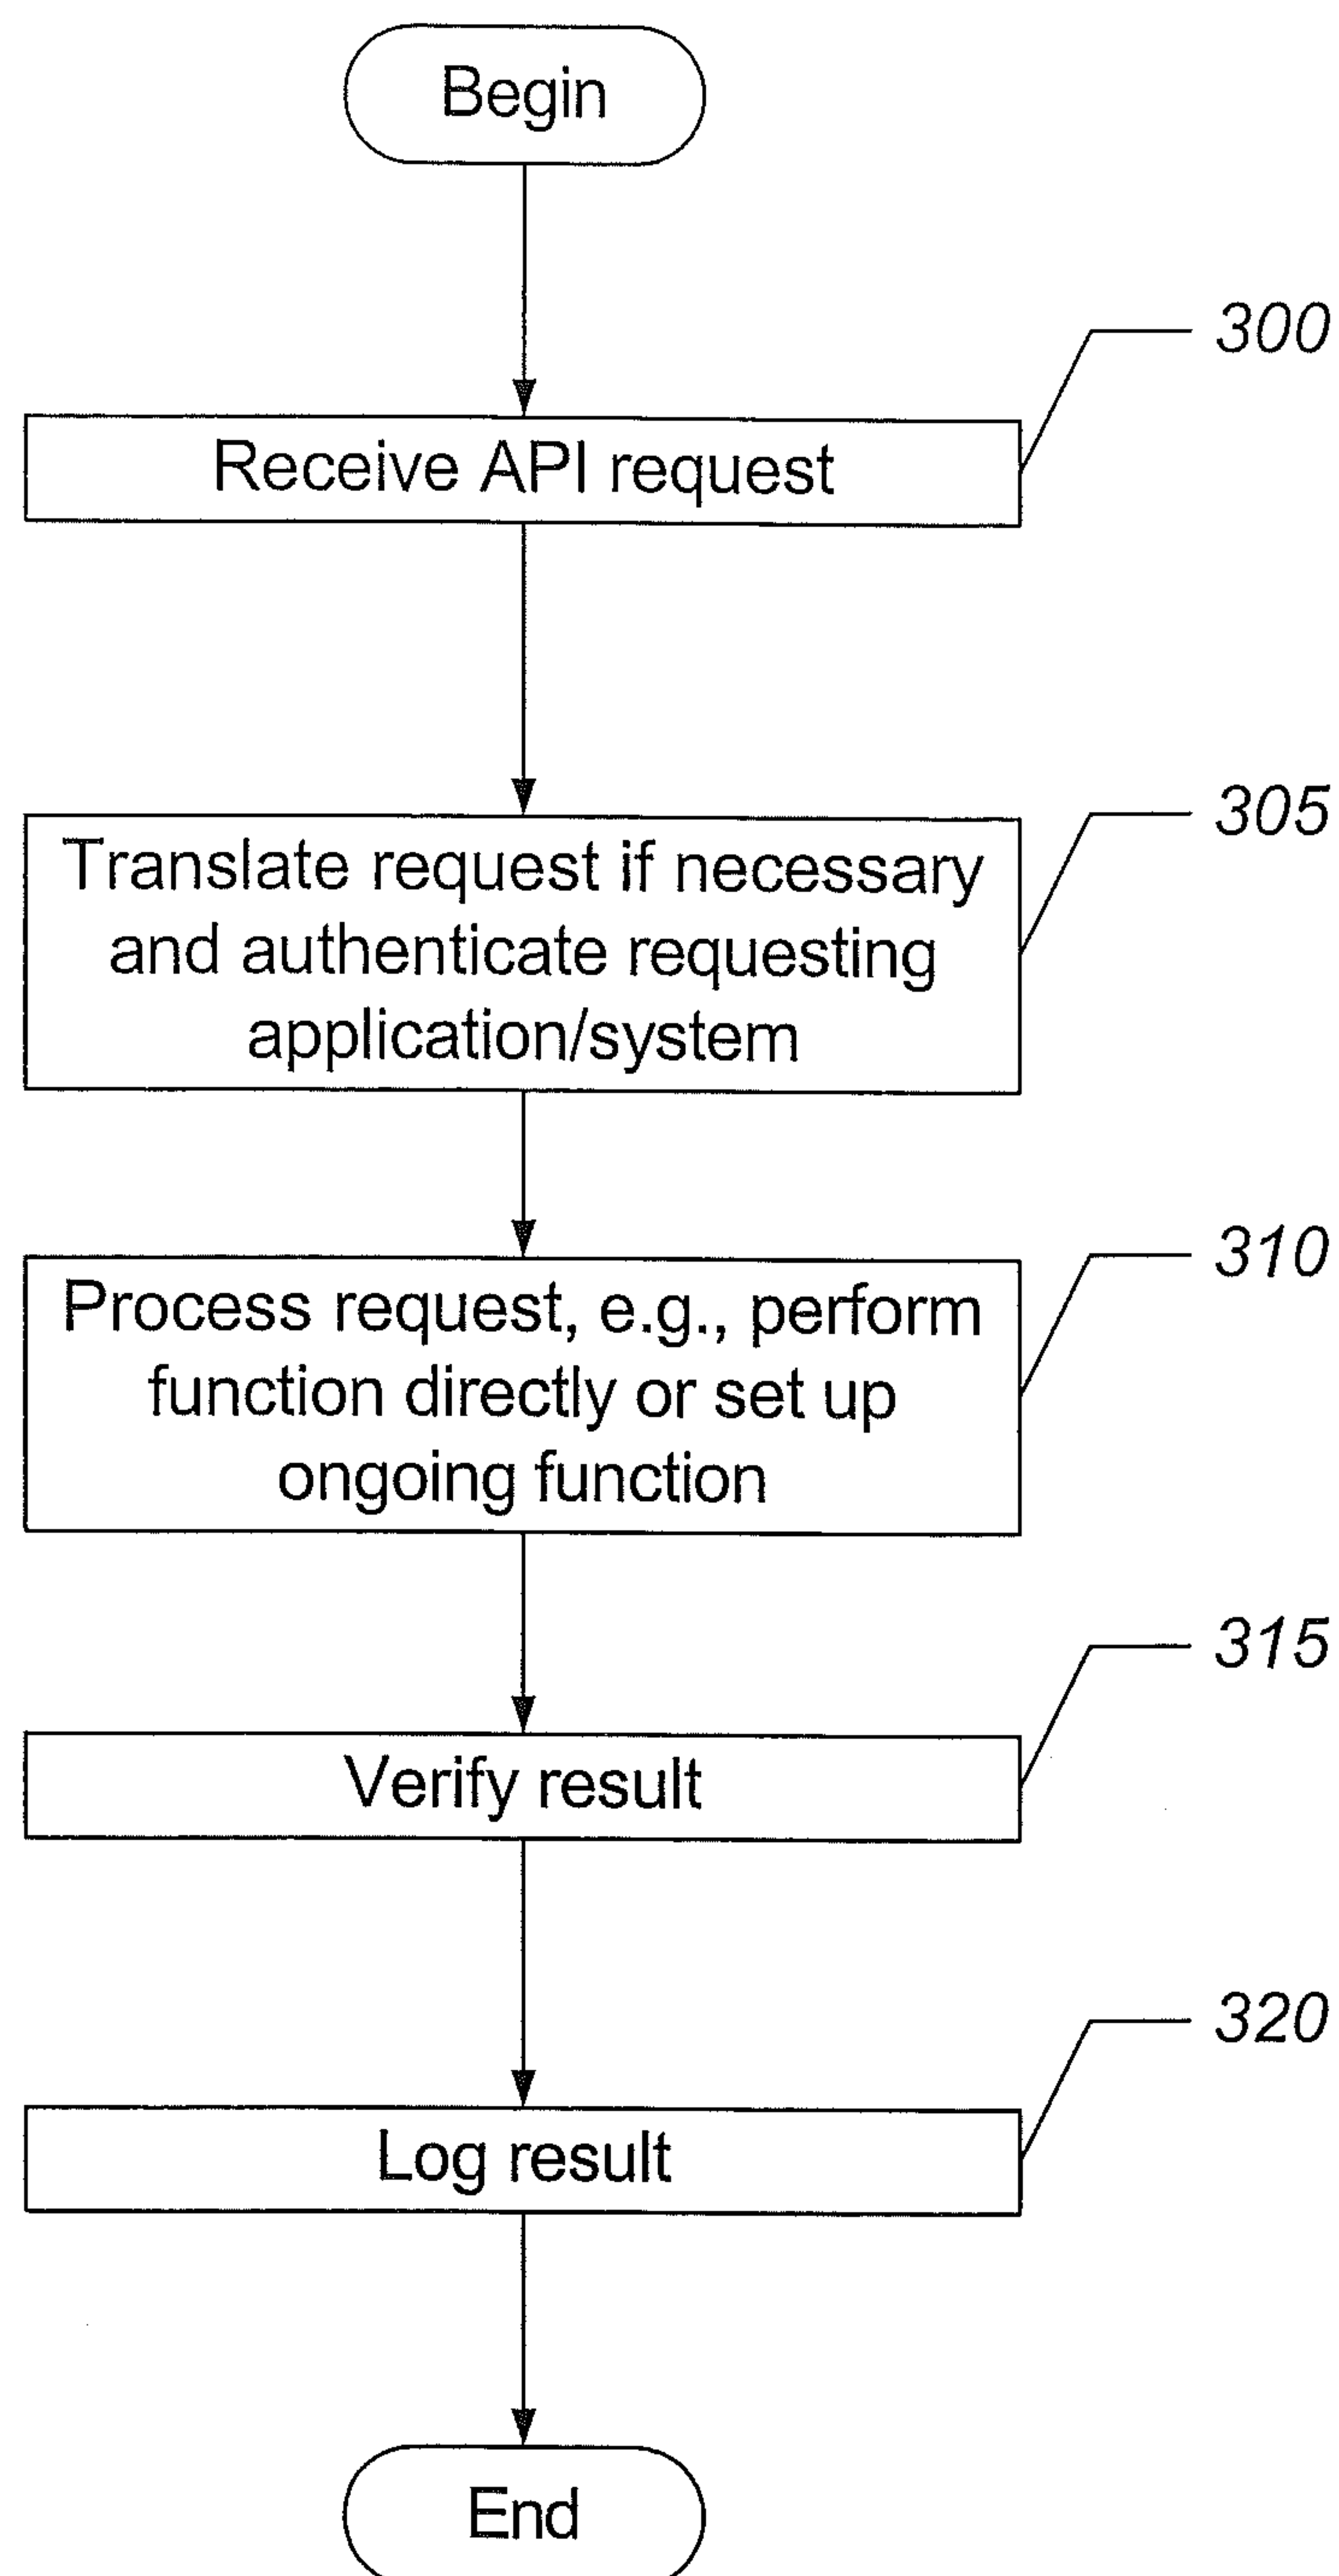 Begin
300
Receive API request
305
Translate request if necessary
and authenticate requesting
application/system
310
Process request, e.g., perform
function directly or set up
ongoing function
315
Verify result
320
Log result
End